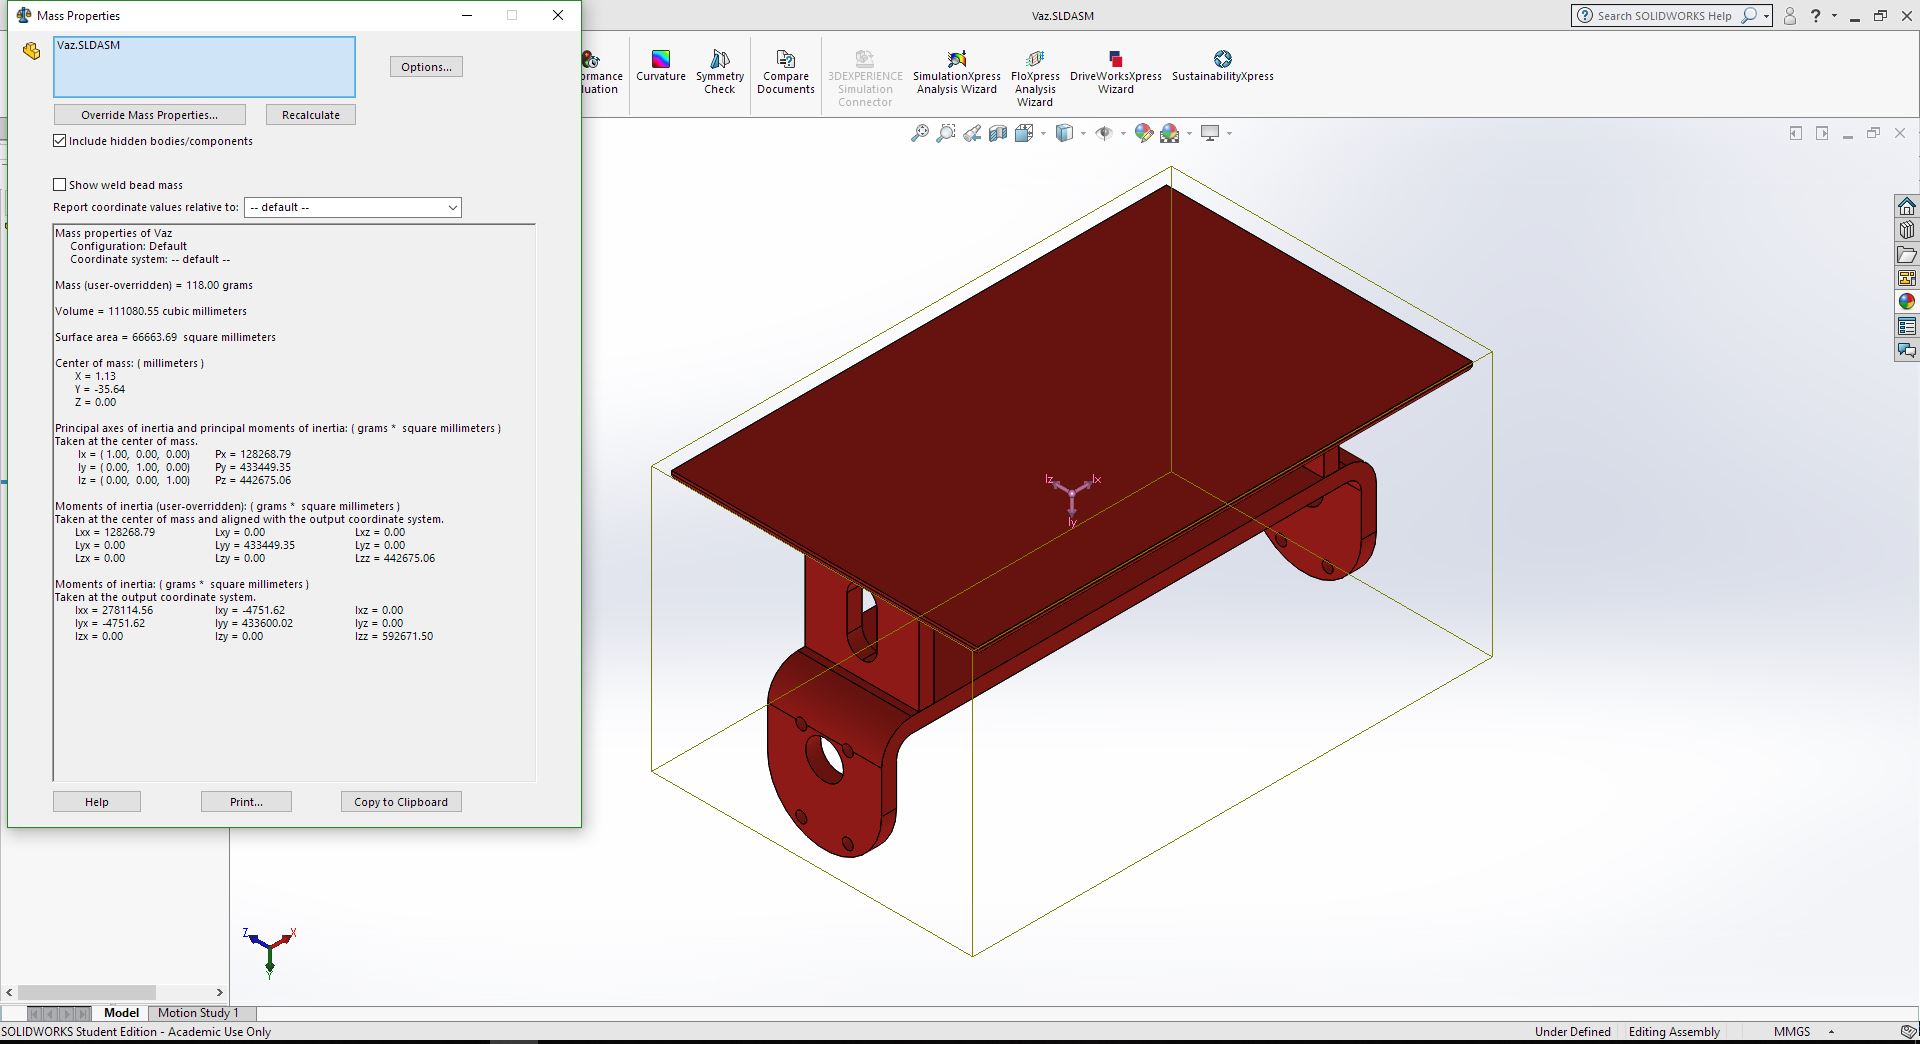 Mass Properties
Vaz.SLDASM
Options...
Override Mass Properties...
Recalculate
Include hidden bodies/components
Show weld bead mass
Report coordinate values relative to:
-- default --
Mass properties of Vaz
Configuration: Default
Coordinate system: -- default --
Mass (user-overridden) = 118.00 grams
Volume = 111080.55 cubic millimeters
Surface area = 66663.69 square millimeters
Center of mass: ( millimeters )
X = 1.13
Y = -35.64
Z = 0.00
Principal axes of inertia and principal moments of inertia: ( grams * square millimeters )
Taken at the center of mass.
Ix = ( 1.00, 0.00, 0.00) Px = 128268.79
Iy = ( 0.00, 1.00, 0.00) Py = 433449.35
Iz = ( 0.00, 0.00, 1.00) Pz = 442675.06
Moments of inertia (user-overridden): ( grams * square millimeters )
Taken at the center of mass and aligned with the output coordinate system.
Lxx = 128268.79 Lxy = 0.00 Lxz = 0.00
Lyx = 0.00 Lyy = 433449.35 Lyz = 0.00
Lzx = 0.00 Lzy = 0.00 Lzz = 442675.06
Moments of inertia: ( grams * square millimeters )
Taken at the output coordinate system.
Ixx = 278114.56 Ixy = -4751.62 Ixz = 0.00
Iyx = -4751.62 Iyy = 433600.02 Iyz = 0.00
Izx = 0.00 Izy = 0.00 Izz = 592671.50
Help
Print...
Copy to Clipboard
Vaz.SLDASM
Search SOLIDWORKS Help
ormance
luation
Curvature
Symmetry
Check
Compare
Documents
3DEXPERIENCE
Simulation
Connector
SimulationXpress
Analysis Wizard
FloXpress
Analysis
Wizard
DriveWorksXpress
Wizard
SustainabilityXpress
Iz
Ix
Iy
Z
X
Y
Model
Motion Study 1
SOLIDWORKS Student Edition - Academic Use Only
Under Defined
Editing Assembly
MMGS